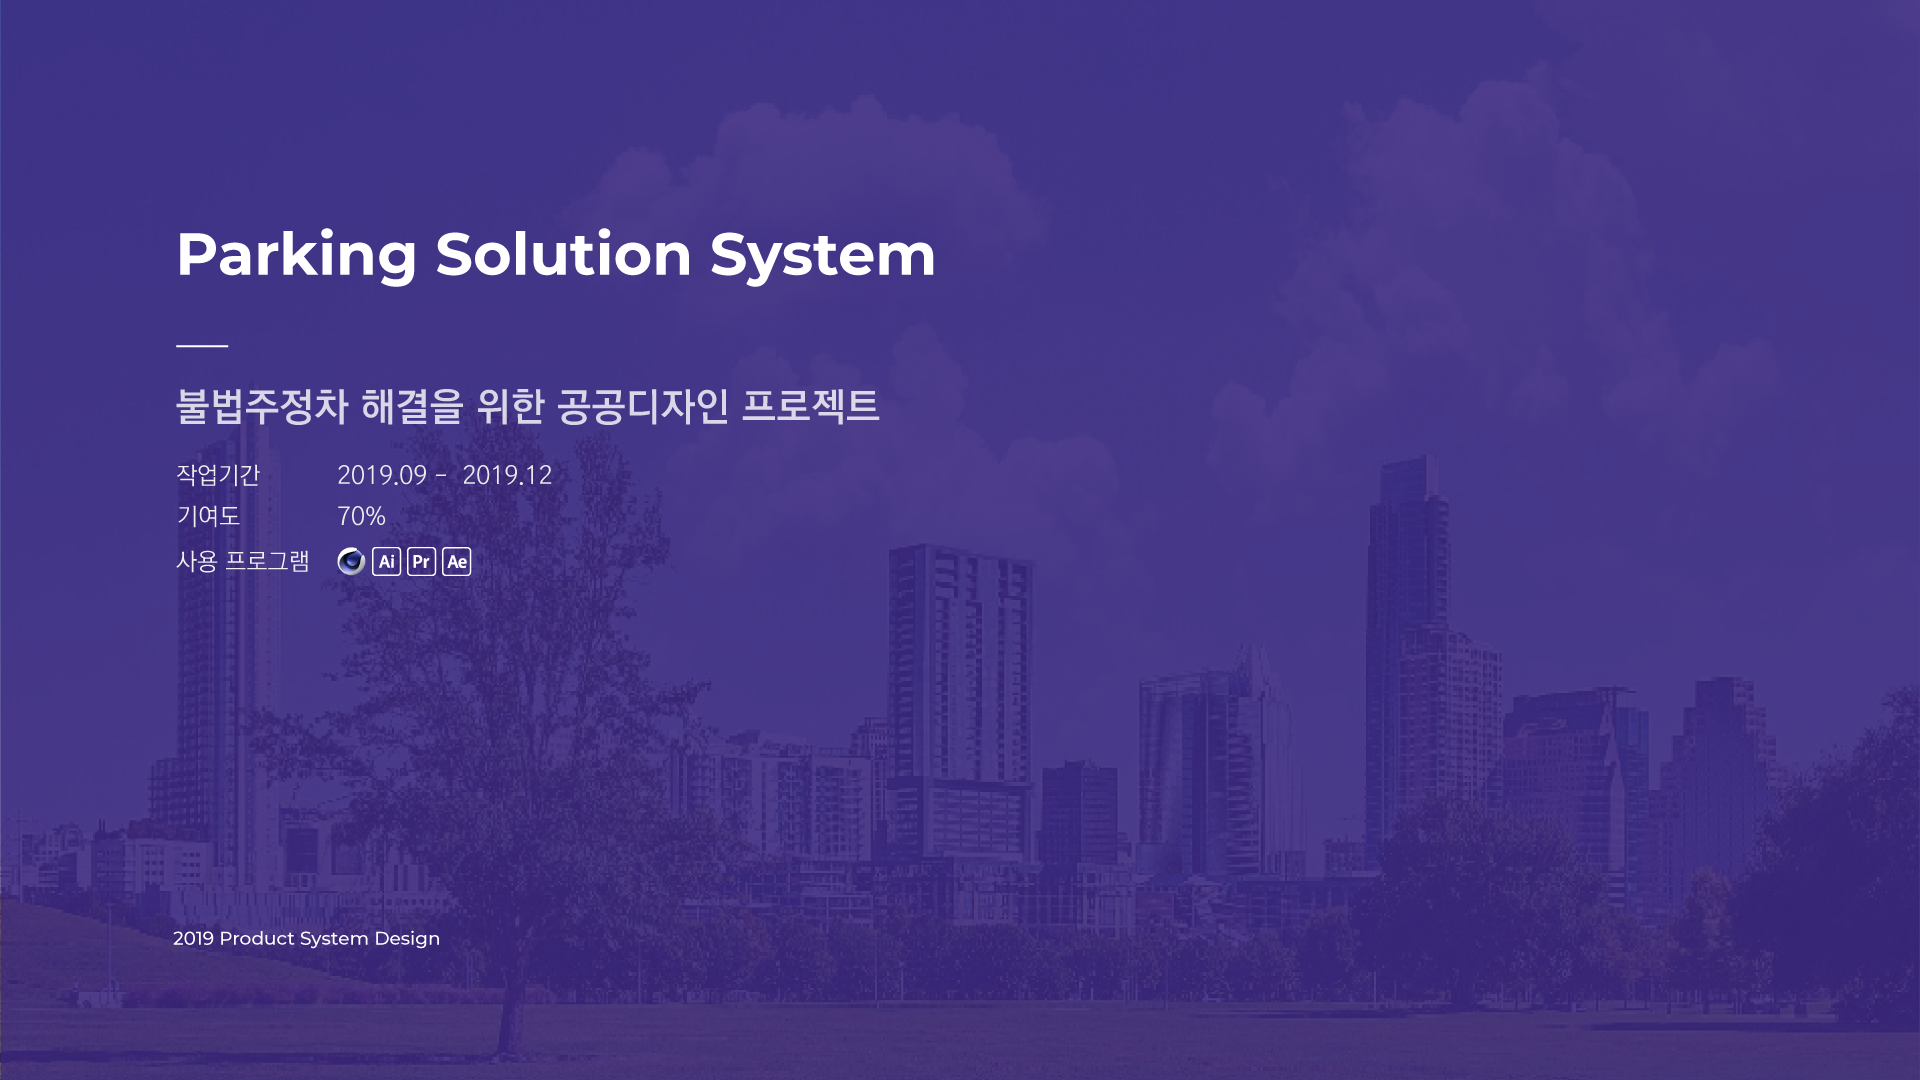 Parking Solution System
불법주정차 해결을 위한 공공디자인 프로젝트
작업기간 2019.09 - 2019.12
기여도 70%
사용 프로그램 Ai Pr Ae
2019 Product System Design